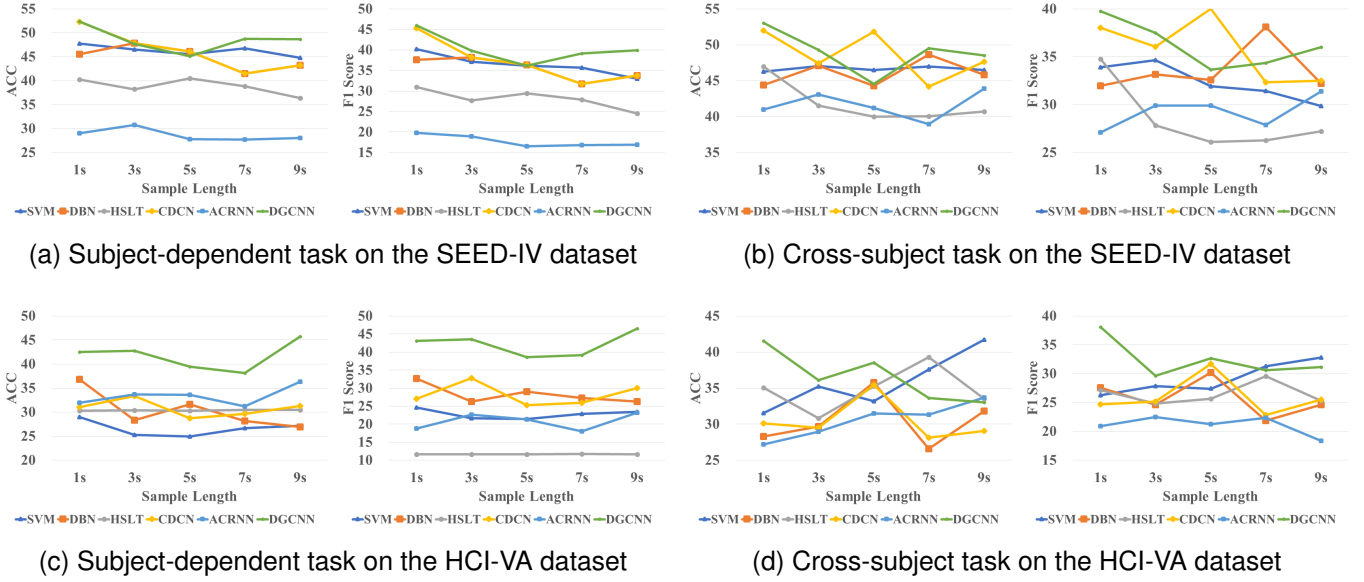 55
50
45
40
35
30
25
ACC
1s 3s 5s 7s 9s
Sample Length
SVM DBN HSLT CDCN ACRNN DGCNN
50
45
40
35
30
25
20
15
F1 Score
1s 3s 5s 7s 9s
Sample Length
SVM DBN HSLT CDCN ACRNN DGCNN
(a) Subject-dependent task on the SEED-IV dataset
55
50
45
40
35
ACC
1s 3s 5s 7s 9s
Sample Length
SVM DBN HSLT CDCN ACRNN DGCNN
40
35
30
25
F1 Score
1s 3s 5s 7s 9s
Sample Length
SVM DBN HSLT CDCN ACRNN DGCNN
(b) Cross-subject task on the SEED-IV dataset
50
45
40
35
30
25
20
ACC
1s 3s 5s 7s 9s
Sample Length
SVM DBN HSLT CDCN ACRNN DGCNN
50
45
40
35
30
25
20
15
10
F1 Score
1s 3s 5s 7s 9s
Sample Length
SVM DBN HSLT CDCN ACRNN DGCNN
(c) Subject-dependent task on the HCI-VA dataset
45
40
35
30
25
ACC
1s 3s 5s 7s 9s
Sample Length
SVM DBN HSLT CDCN ACRNN DGCNN
40
35
30
25
20
15
F1 Score
1s 3s 5s 7s 9s
Sample Length
SVM DBN HSLT CDCN ACRNN DGCNN
(d) Cross-subject task on the HCI-VA dataset